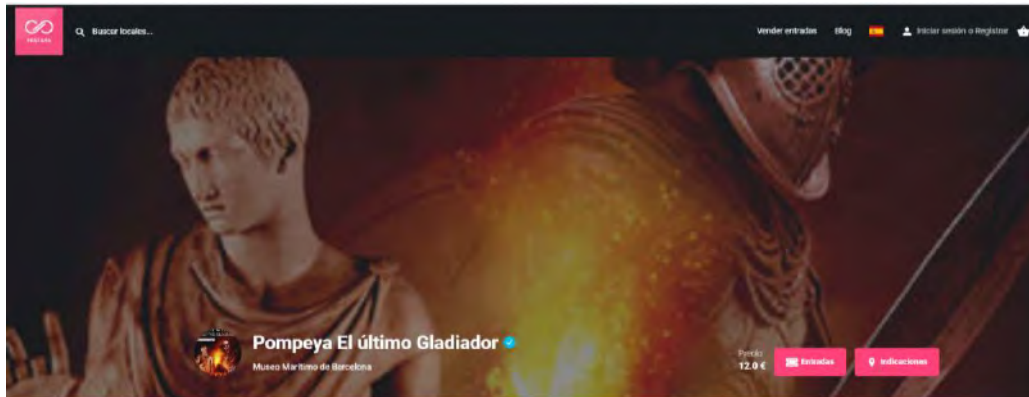 Buscar locales...
Vender entradas
Blog
Iniciar sesión o Registrar
Pompeya El último Gladiador
Museo Marítimo de Barcelona
Precio
12.0 €
Entradas
Indicaciones